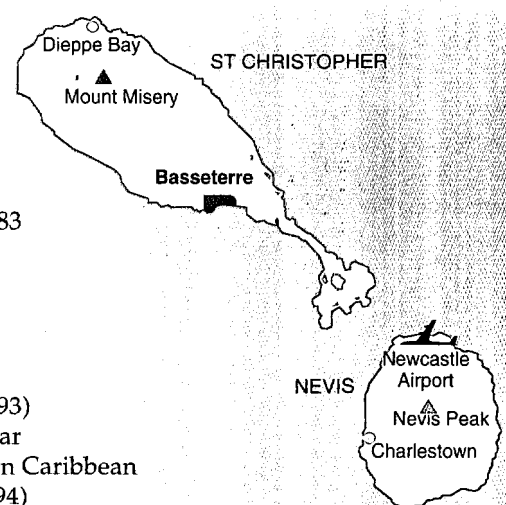 Dieppe Bay
ST CHRISTOPHER
Mount Misery
Basseterre
83
NEVIS
Newcastle
Airport
Nevis Peak
Charlestown
93)
ar
n Caribbean
94)